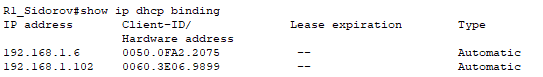 R1_Sidorov#show ip dhcp binding
IP address       Client-ID/              Lease expiration        Type
                 Hardware address
192.168.1.6      0050.0FA2.2075           --                     Automatic
192.168.1.102    0060.3E06.9899           --                     Automatic